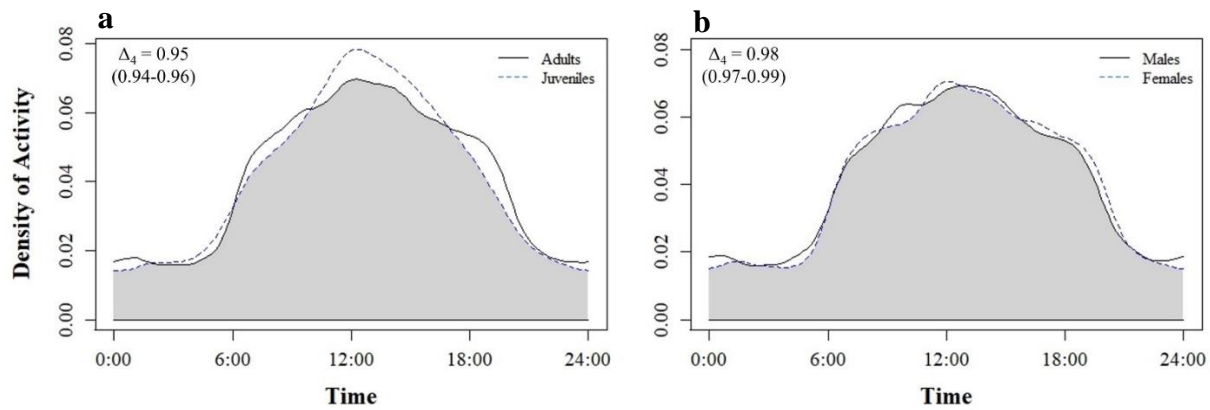 a
Δ₄ = 0.95
(0.94-0.96)
Adults
Juveniles
Density of Activity
0.08
0.06
0.04
0.02
0.00
0:00 6:00 12:00 18:00 24:00
Time
b
Δ₄ = 0.98
(0.97-0.99)
Males
Females
0.08
0.06
0.04
0.02
0.00
0:00 6:00 12:00 18:00 24:00
Time